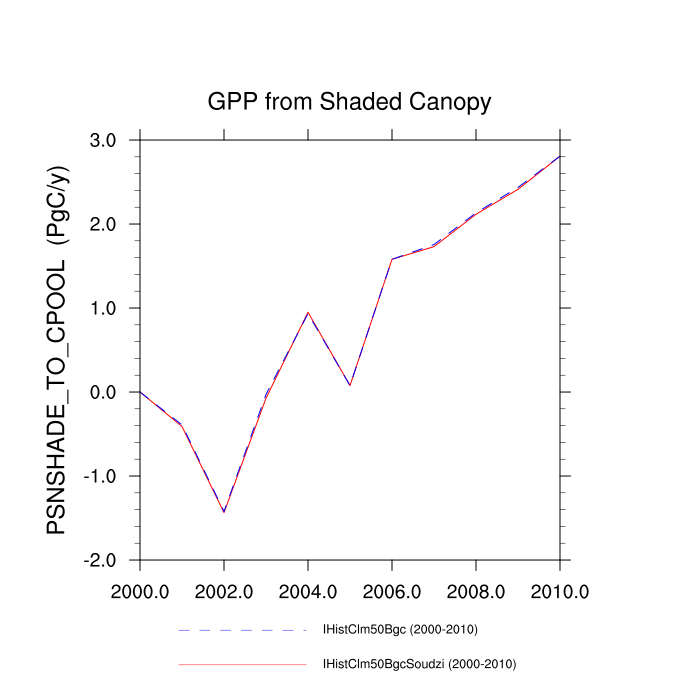 GPP from Shaded Canopy
PSNSHADE_TO_CPOOL (PgC/y)
3.0
2.0
1.0
0.0
-1.0
-2.0
2000.0 2002.0 2004.0 2006.0 2008.0 2010.0
IHistClm50Bgc (2000-2010)
IHistClm50BgcSoudzi (2000-2010)